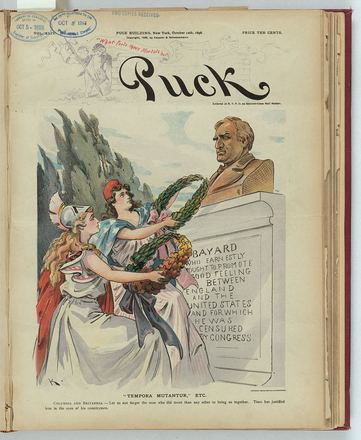 PUCK BUILDING, New York, October 12th, 1898.
PRICE TEN CENTS.
"What fools these Mortals be!"
Puck
BAYARD
WHO EARNESTLY
SOUGHT TO PROMOTE
GOOD FEELING
BETWEEN
ENGLAND
AND THE
UNITED STATES
AND FOR WHICH
HE WAS
CENSURED
BY CONGRESS
"TEMPORA MUTANTUR," ETC.
COLUMBIA AND BRITANNIA.—Let us not forget the man who did more than any other to bring us together. Time has justified
him in the eyes of his countrymen.